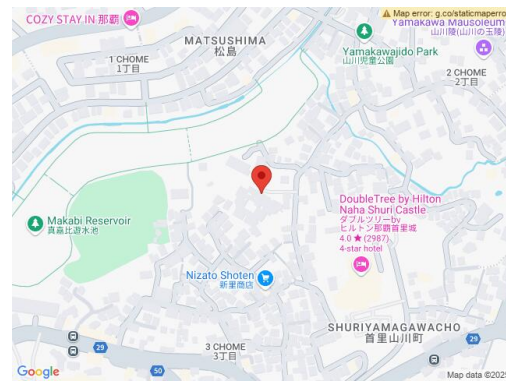 COZY STAY IN 那覇
Map error: g.co/staticmaperro
Yamakawa Mausoleum
山川陵(山川の玉陵)
MATSUSHIMA
松島
Yamakawajido Park
山川児童公園
1 CHOME
1丁目
2 CHOME
2丁目
Makabi Reservoir
真嘉比遊水池
DoubleTree by Hilton
Naha Shuri Castle
ダブルツリーby
ヒルトン那覇首里城
4.0 ★ (2987)
4-star hotel
Nizato Shoten
新里商店
SHURIYAMAGAWACHO
首里山川町
29
29
3 CHOME
3丁目
50
29
Google
Map data ©2025